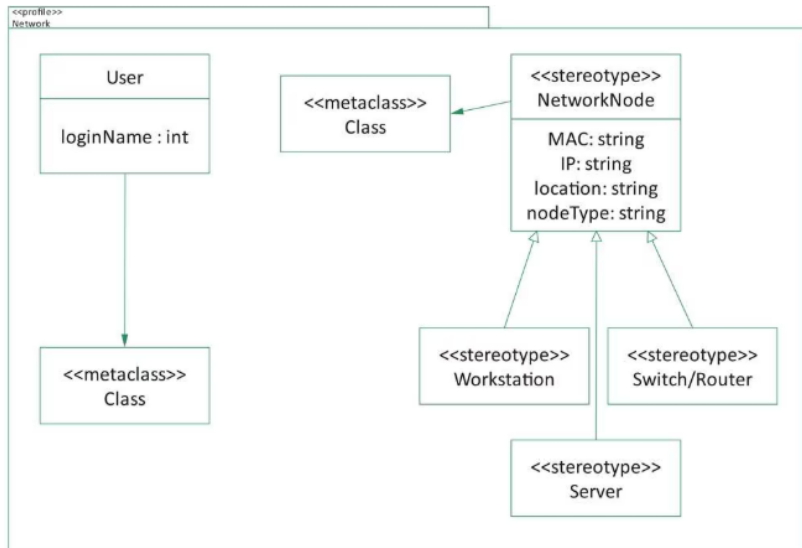 <<profile>>
Network
User
loginName : int
<<metaclass>>
Class
<<metaclass>>
Class
<<stereotype>>
NetworkNode
MAC: string
IP: string
location: string
nodeType: string
<<stereotype>>
Workstation
<<stereotype>>
Switch/Router
<<stereotype>>
Server